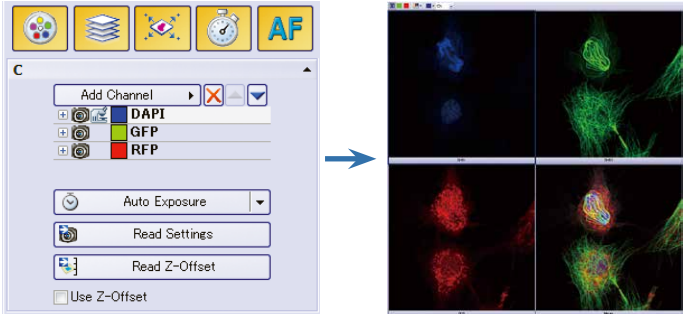 AF
C
Add Channel
DAPI
GFP
RFP
Auto Exposure
Read Settings
Read Z-Offset
Use Z-Offset